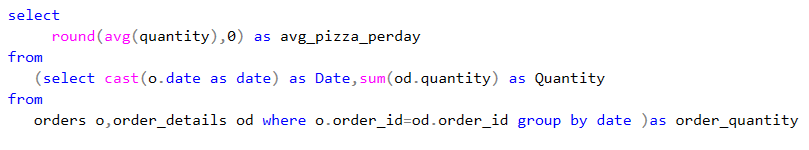 select
round(avg(quantity),0) as avg_pizza_perday
from
(select cast(o.date as date) as Date,sum(od.quantity) as Quantity
from
orders o,order_details od where o.order_id=od.order_id group by date )as order_quantity